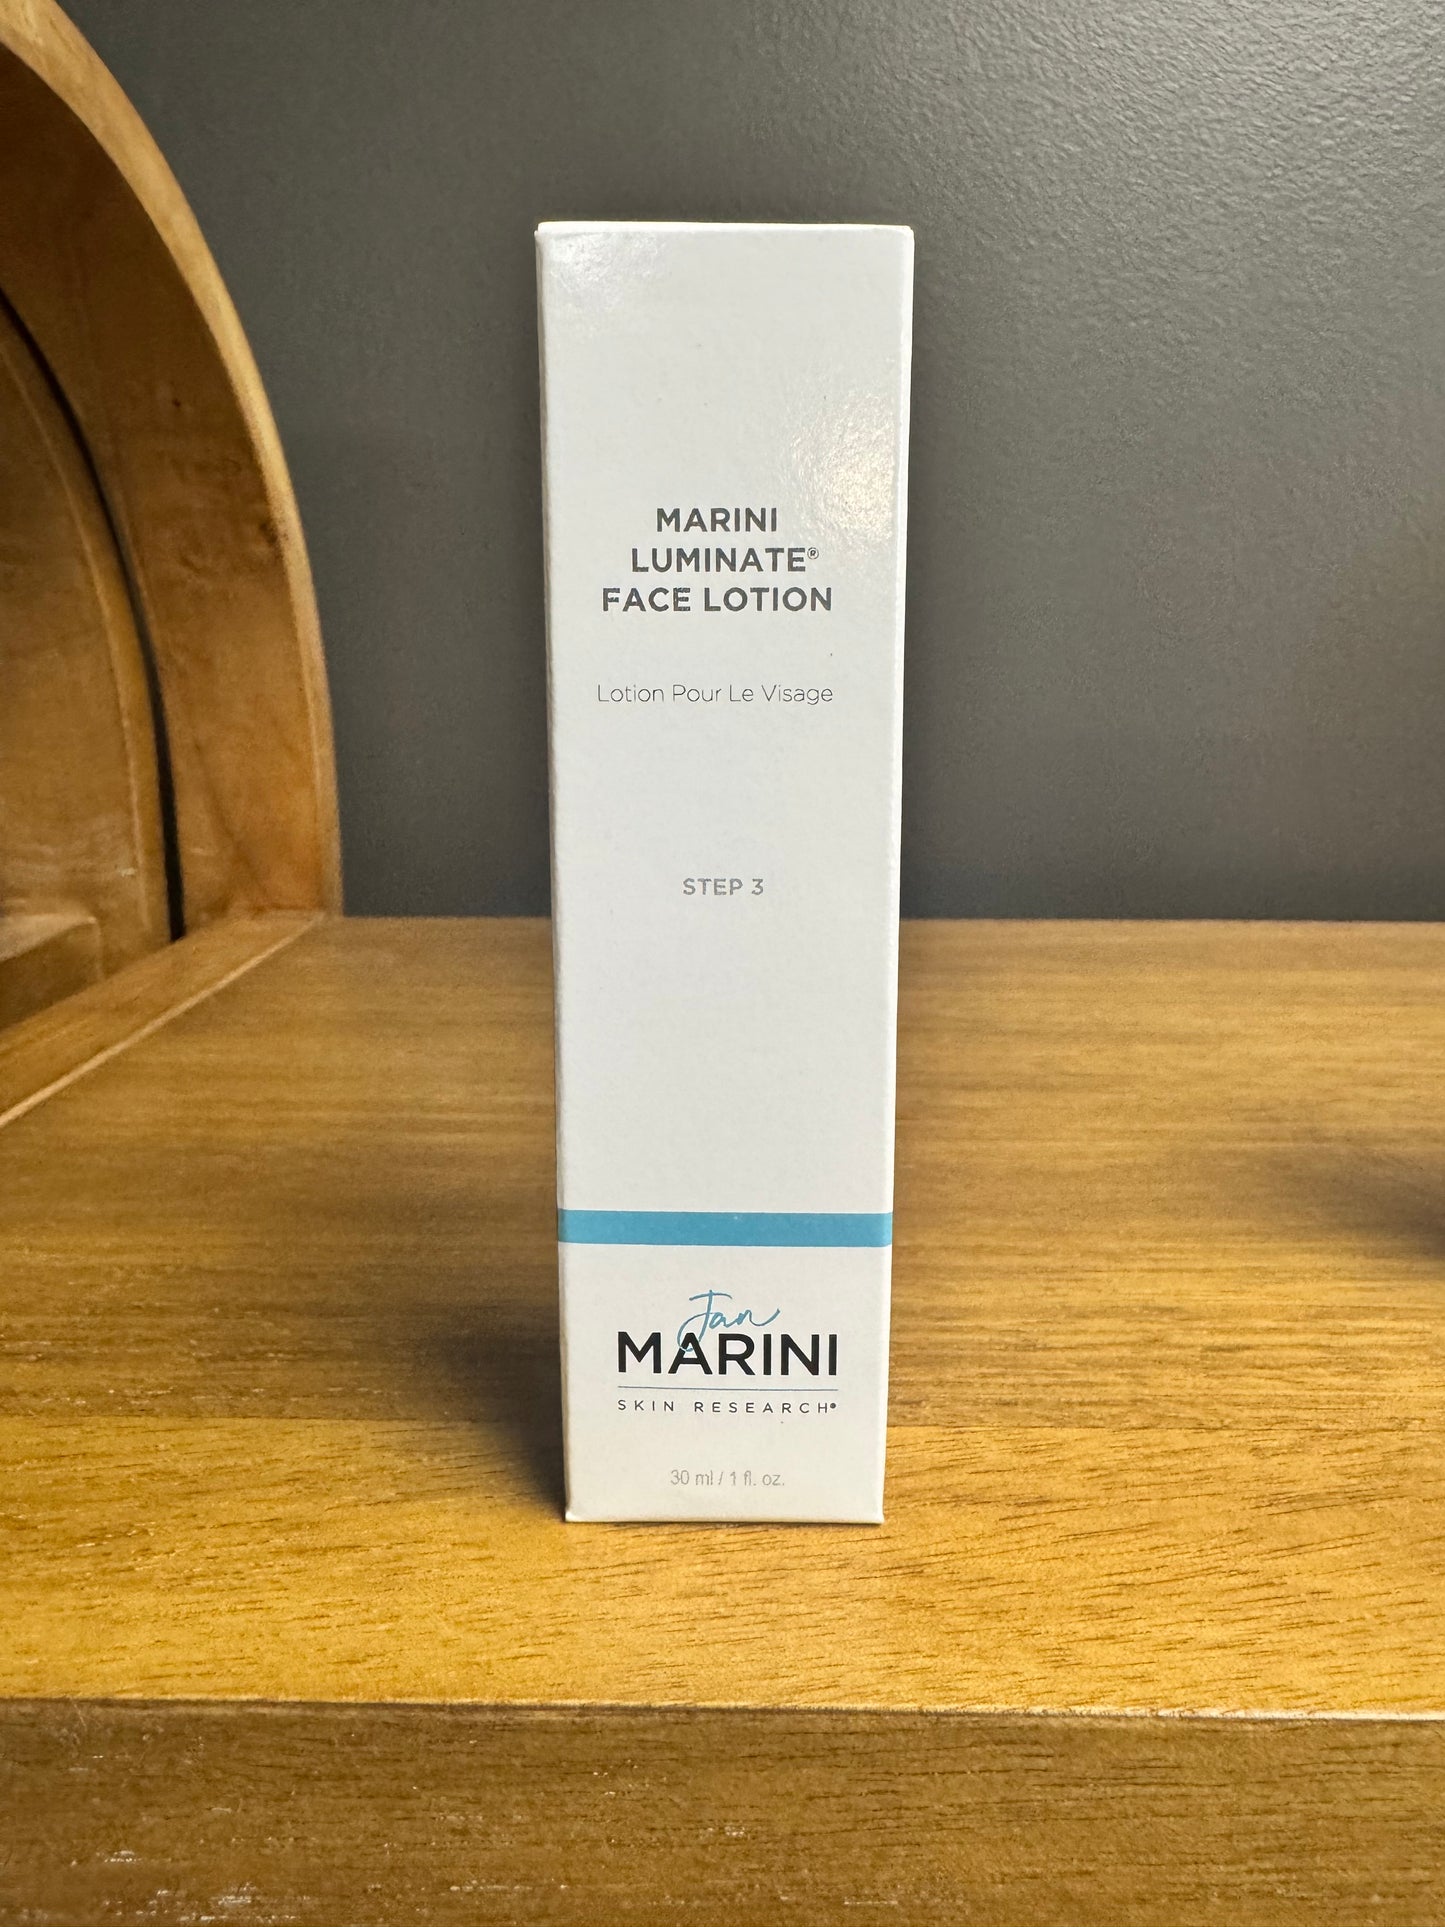 MARINI
LUMINATE®
FACE LOTION
Lotion Pour Le Visage
STEP 3
Jan
MARINI
SKIN RESEARCH®
30 ml / 1 fl. oz.